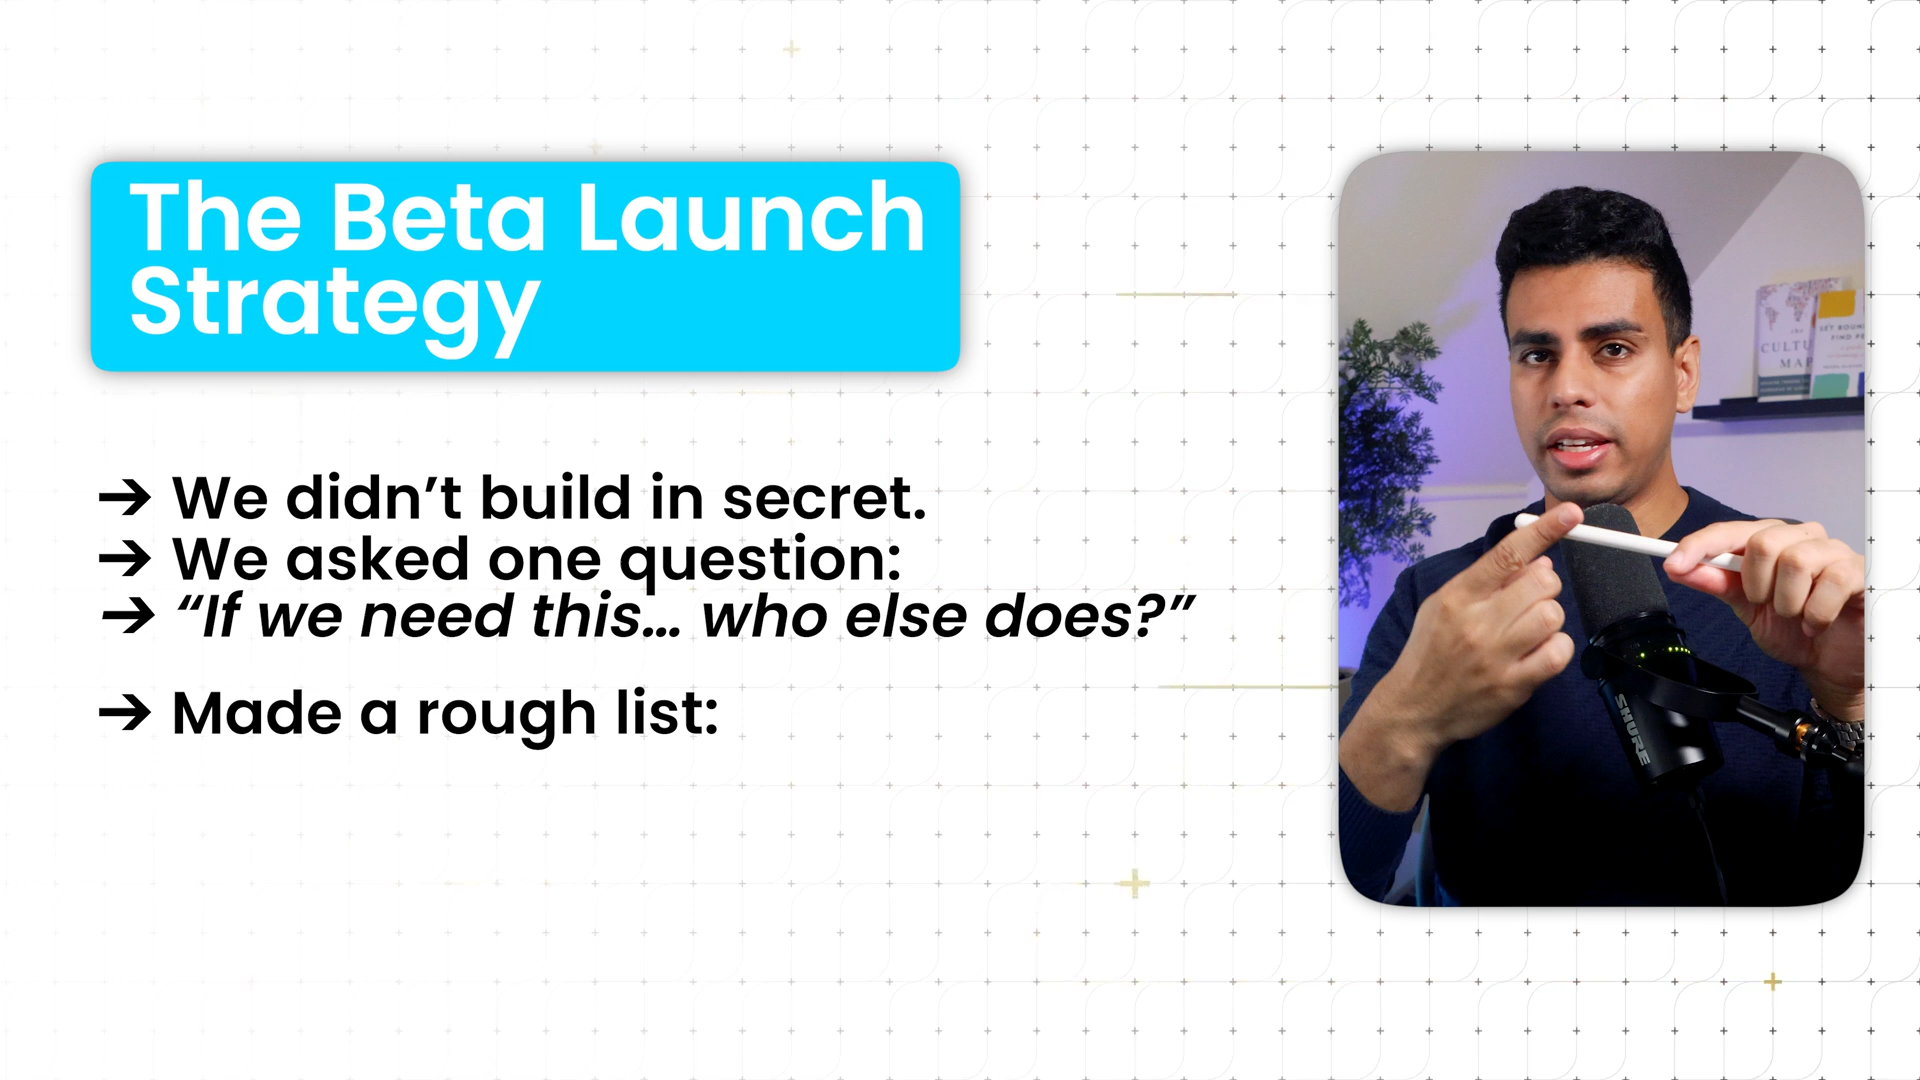 The Beta Launch
Strategy
➔ We didn’t build in secret.
➔ We asked one question:
➔ “If we need this… who else does?”
➔ Made a rough list:
SHURE